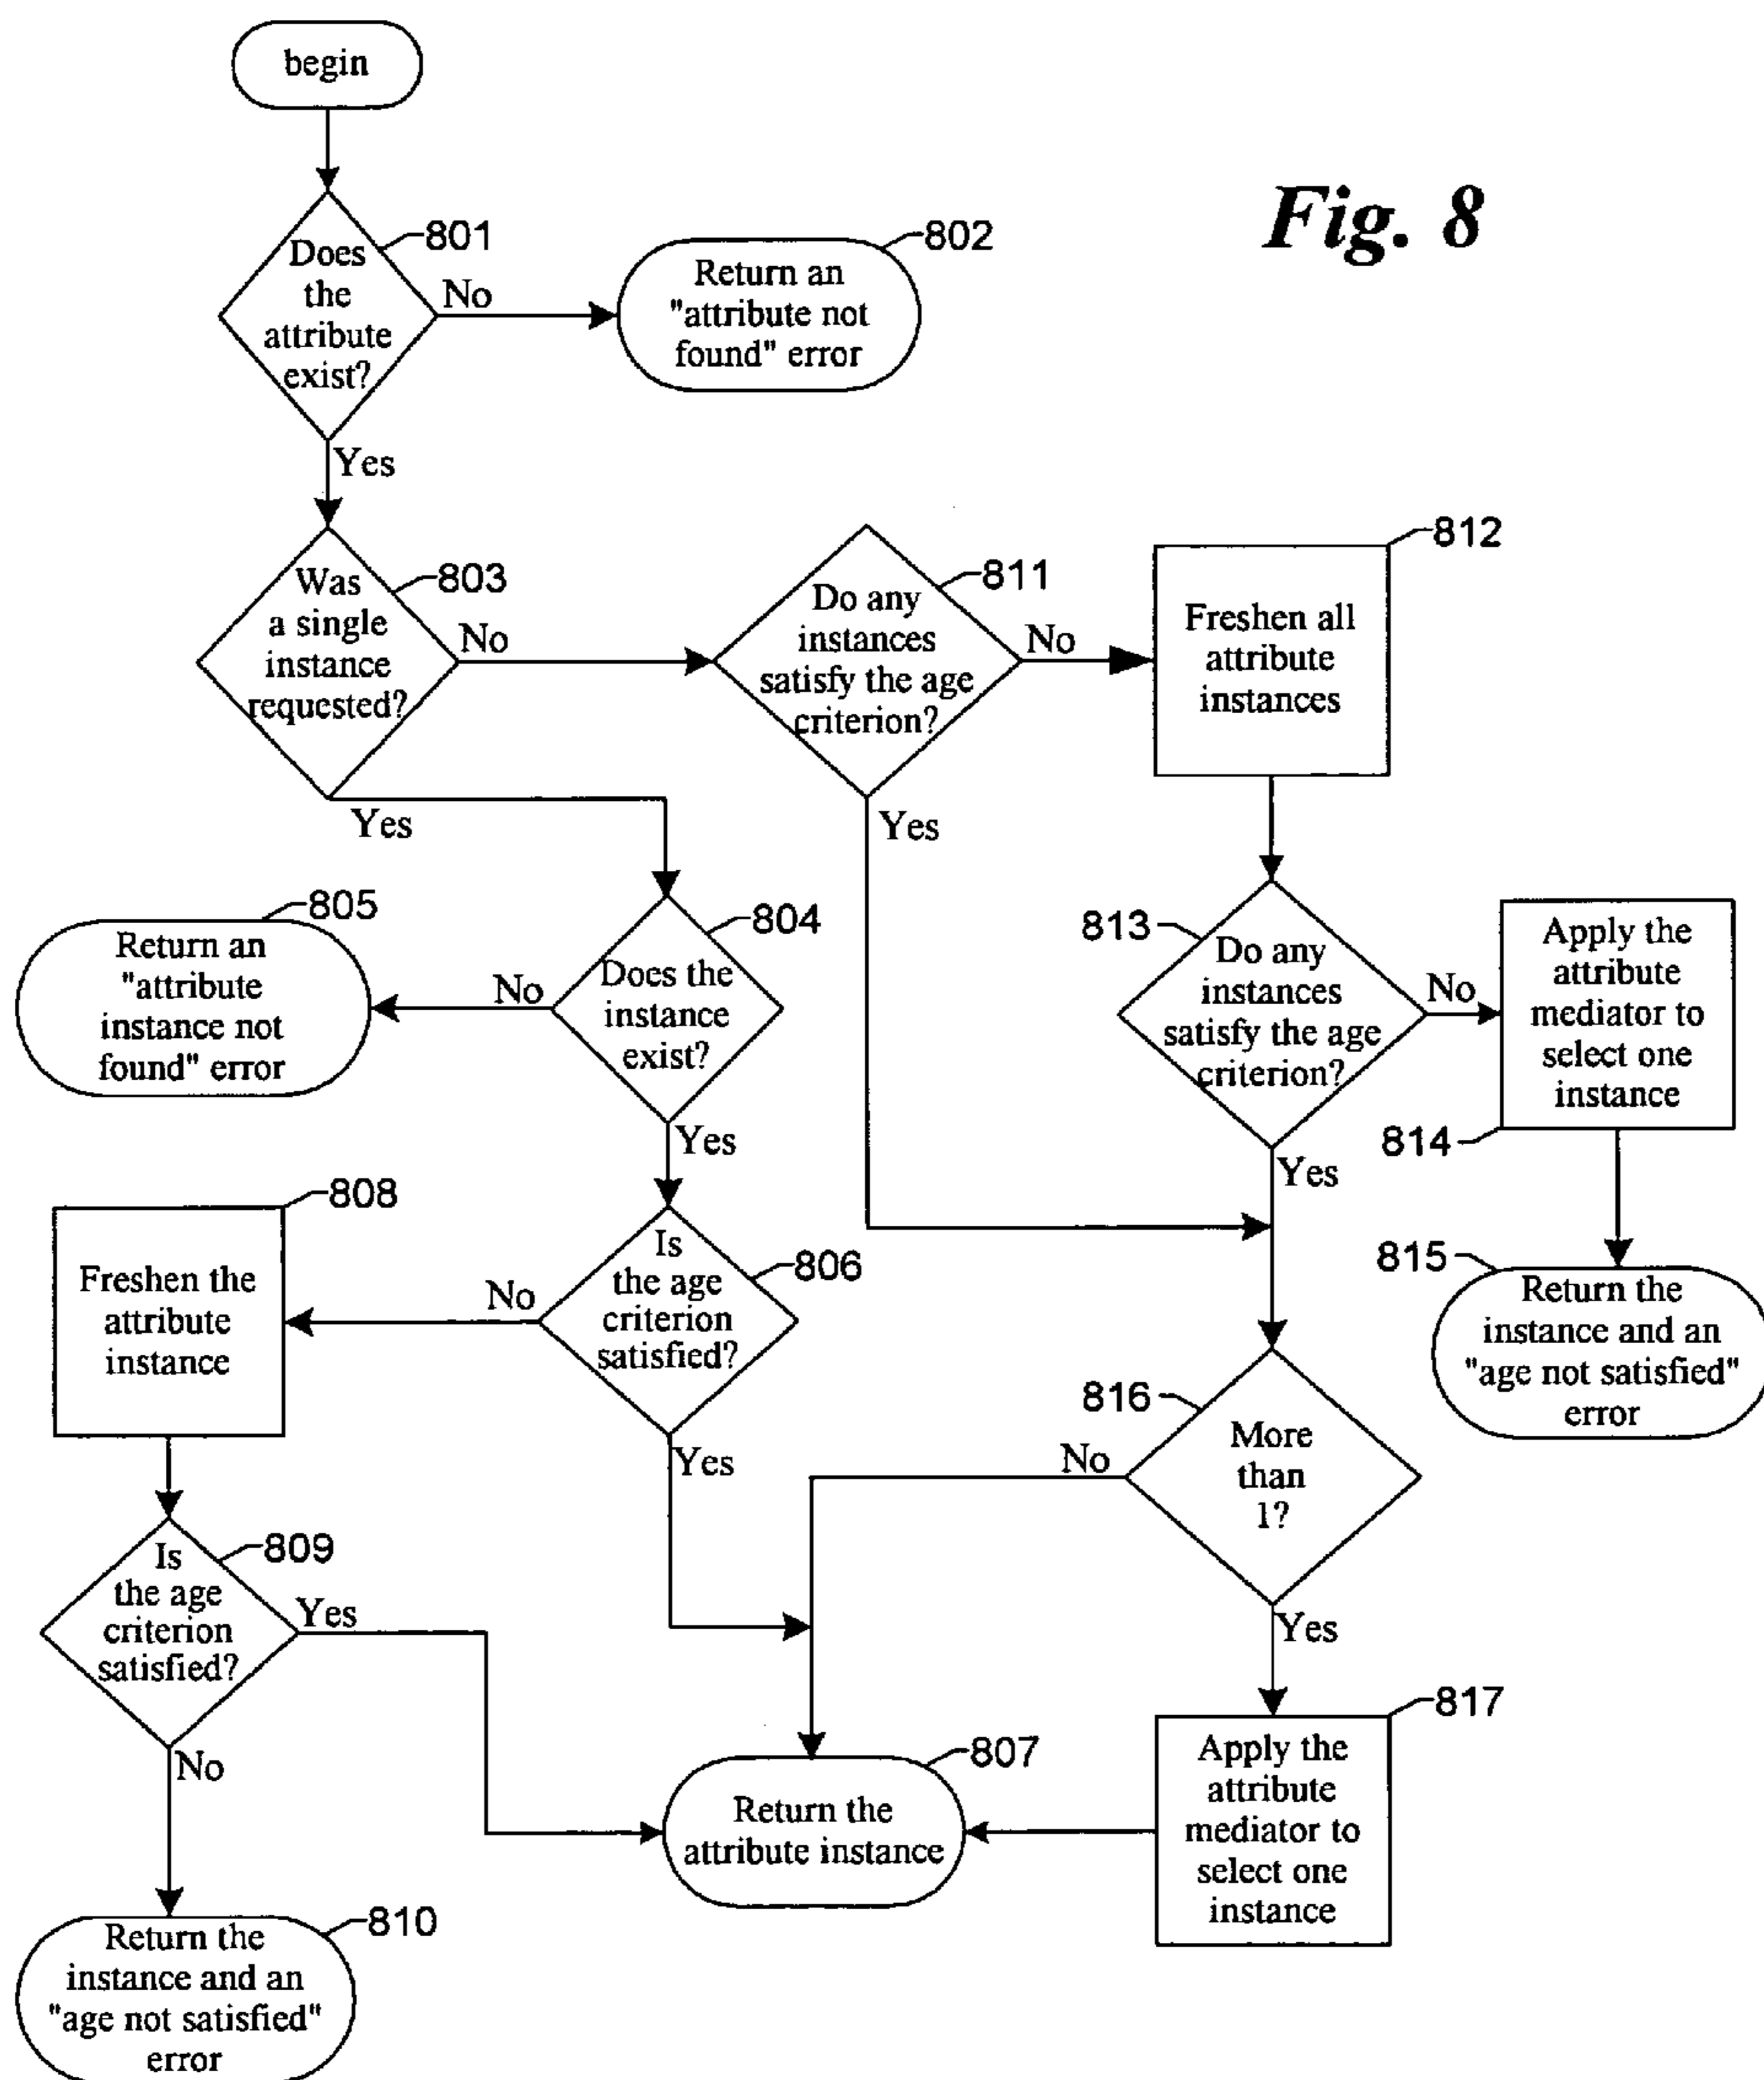 begin
Fig. 8
801
Does
the
attribute
exist?
No
802
Return an
"attribute not
found" error
Yes
803
Was
a single
instance
requested?
No
811
Do any
instances
satisfy the age
criterion?
No
812
Freshen all
attribute
instances
Yes
Yes
805
Return an
"attribute
instance not
found" error
804
Does the
instance
exist?
No
813
Do any
instances
satisfy the age
criterion?
No
Apply the
attribute
mediator to
select one
instance
814
Yes
Yes
808
Freshen the
attribute
instance
No
Is
the age
criterion
satisfied?
806
815
Return the
instance and an
"age not satisfied"
error
Yes
816
More
than
1?
No
Yes
809
Is
the age
criterion
satisfied?
Yes
No
807
Return the
attribute instance
817
Apply the
attribute
mediator to
select one
instance
810
Return the
instance and an
"age not satisfied"
error